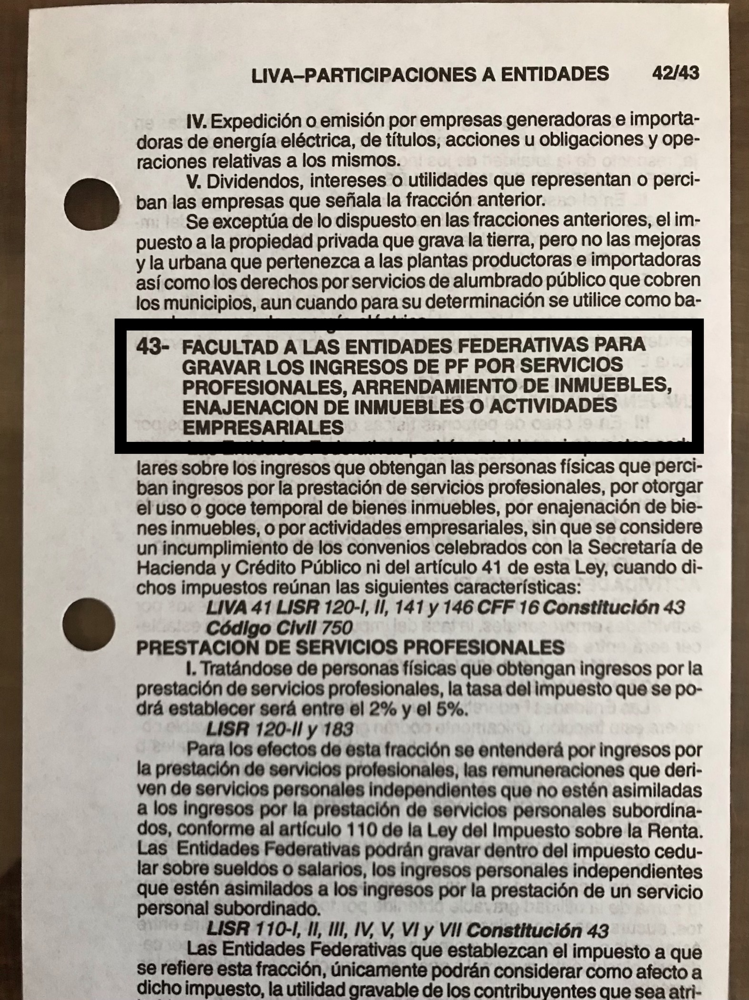 LIVA–PARTICIPACIONES A ENTIDADES 42/43
IV. Expedición o emisión por empresas generadoras e importa-
doras de energía eléctrica, de títulos, acciones u obligaciones y ope-
raciones relativas a los mismos.
V. Dividendos, intereses o utilidades que representan o perci-
ban las empresas que señala la fracción anterior.
Se exceptúa de lo dispuesto en las fracciones anteriores, el im-
puesto a la propiedad privada que grava la tierra, pero no las mejoras
y la urbana que pertenezca a las plantas productoras e importadoras
así como los derechos por servicios de alumbrado público que cobren
los municipios, aun cuando para su determinación se utilice como ba-
43- FACULTAD A LAS ENTIDADES FEDERATIVAS PARA
GRAVAR LOS INGRESOS DE PF POR SERVICIOS
PROFESIONALES, ARRENDAMIENTO DE INMUEBLES,
ENAJENACION DE INMUEBLES O ACTIVIDADES
EMPRESARIALES
lares sobre los ingresos que obtengan las personas físicas que perci-
ban ingresos por la prestación de servicios profesionales, por otorgar
el uso o goce temporal de bienes inmuebles, por enajenación de bie-
nes inmuebles, o por actividades empresariales, sin que se considere
un incumplimiento de los convenios celebrados con la Secretaría de
Hacienda y Crédito Público ni del artículo 41 de esta Ley, cuando di-
chos impuestos reúnan las siguientes características:
LIVA 41 LISR 120-I, II, 141 y 146 CFF 16 Constitución 43
Código Civil 750
PRESTACION DE SERVICIOS PROFESIONALES
I. Tratándose de personas físicas que obtengan ingresos por la
prestación de servicios profesionales, la tasa del impuesto que se po-
drá establecer será entre el 2% y el 5%.
LISR 120-II y 183
Para los efectos de esta fracción se entenderá por ingresos por
la prestación de servicios profesionales, las remuneraciones que deri-
ven de servicios personales independientes que no estén asimiladas
a los ingresos por la prestación de servicios personales subordina-
dos, conforme al artículo 110 de la Ley del Impuesto sobre la Renta.
Las Entidades Federativas podrán gravar dentro del impuesto cedu-
lar sobre sueldos o salarios, los ingresos personales independientes
que estén asimilados a los ingresos por la prestación de un servicio
personal subordinado.
LISR 110-I, II, III, IV, V, VI y VII Constitución 43
Las Entidades Federativas que establezcan el impuesto a que
se refiere esta fracción, únicamente podrán considerar como afecto a
dicho impuesto, la utilidad gravable de los contribuyentes que sea atri-